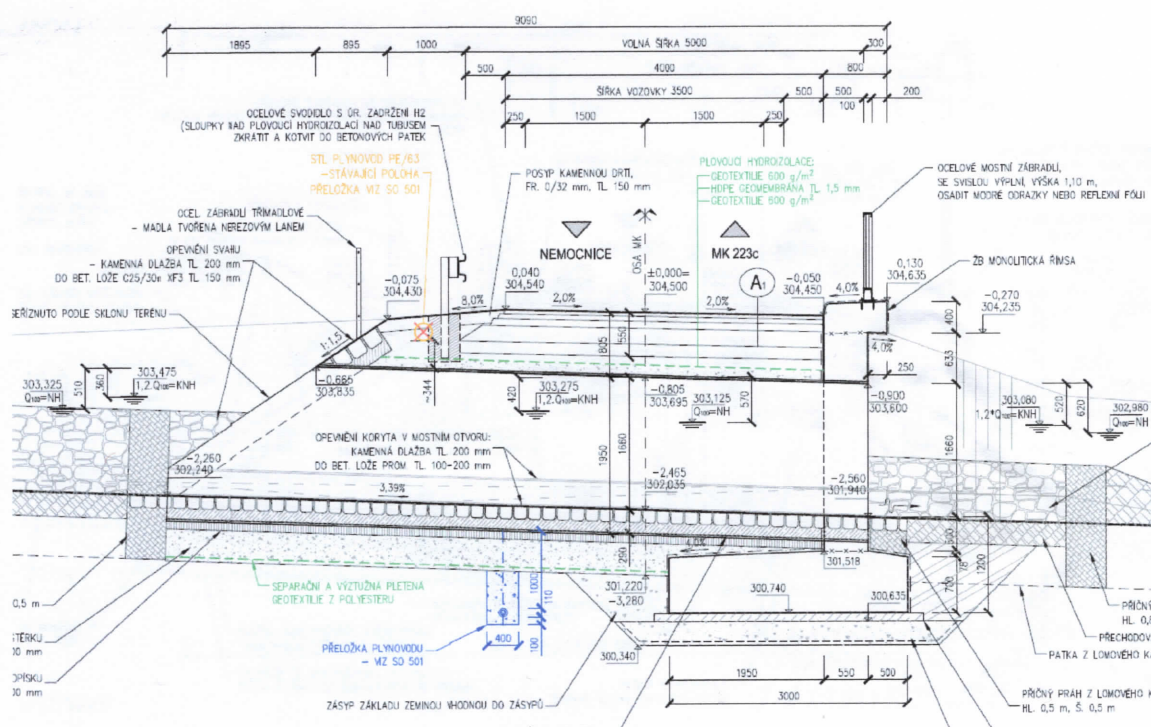 9090
1895 895 1000 VOLNÁ ŠÍŘKA 5000 300
500 4000 800
ŠÍŘKA VOZOVKY 3500 500 500 200
100
250 1500 1500 250
OCELOVÉ SVODIDLO S ÚR. ZADRŽENÍ H2
(SLOUPKY NAD PLOVOUCÍ HYDROIZOLACÍ NAD TUBUSEM
ZKRÁTIT A KOTVIT DO BETONOVÝCH PATEK
STL PLYNOVOD PE/63
-STÁVAJÍCÍ POLOHA
PŘELOŽKA VIZ SO 501
POSYP KAMENNOU DRTÍ,
FR. 0/32 mm, TL 150 mm
PLOVOUCÍ HYDROIZOLACE:
GEOTEXTILIE 600 g/m²
HDPE GEOMEMBRÁNA TL 1,5 mm
GEOTEXTILIE 600 g/m²
OCELOVÉ MOSTNÍ ZÁBRADLÍ,
SE SVISLOU VÝPLNÍ, VÝŠKA 1,10 m,
OSADIT MODRÉ ODRAZKY NEBO REFLEXNÍ FÓLII
OCEL. ZÁBRADLÍ TŘÍMADLOVÉ
- MADLA TVOŘENA NEREZOVÝM LANEM
OPEVNĚNÍ SVAHU
- KAMENNÁ DLAŽBA TL 200 mm
DO BET. LOŽE C25/30n XF3 TL 150 mm
NEMOCNICE
OSA MK
MK 223c
A1
ŽB MONOLITICKÁ ŘÍMSA
SEŘÍZNUTO PODLE SKLONU TERÉNU
-0,075
304,430
8,0%
0,040
304,540
2,0%
±0,000=
304,500
2,0%
-0,050
304,450
4,0%
0,130
304,635
-0,270
304,235
400
4,0%
1:1,5
805
550
633
250
303,325
Q100=NH
510
360
303,475
1,2.Q100=KNH
-0,665
303,835
~344
420
303,275
1,2.Q100=KNH
-0,805
303,695
303,125
Q100=NH
570
-0,900
303,600
303,080
1,2*Q100=KNH
520
620
302,980
Q100=NH
OPEVNĚNÍ KORYTA V MOSTNÍM OTVORU:
KAMENNÁ DLAŽBA TL. 200 mm
DO BET. LOŽE PROM. TL. 100-200 mm
1950
1660
1660
-2,260
302,240
3,39%
-2,465
302,035
-2,560
301,940
290
4,0%
301,518
500
700
1200
SEPARAČNÍ A VÝZTUŽNÁ PLETENÁ
GEOTEXTILIE Z POLYESTERU
1000
110
100
400
301,220
-3,280
300,740
300,635
300,340
0,5 m
ŠTĚRKU
00 mm
OPÍSKU
00 mm
PŘELOŽKA PLYNOVODU
- VIZ SO 501
PŘÍČNÝ
HL. 0,
PŘECHODOV
PATKA Z LOMOVÉHO K
1950 550 500
3000
ZÁSYP ZÁKLADU ZEMINOU VHODNOU DO ZÁSYPŮ
PŘÍČNÝ PRÁH Z LOMOVÉHO K
HL. 0,5 m, Š. 0,5 m